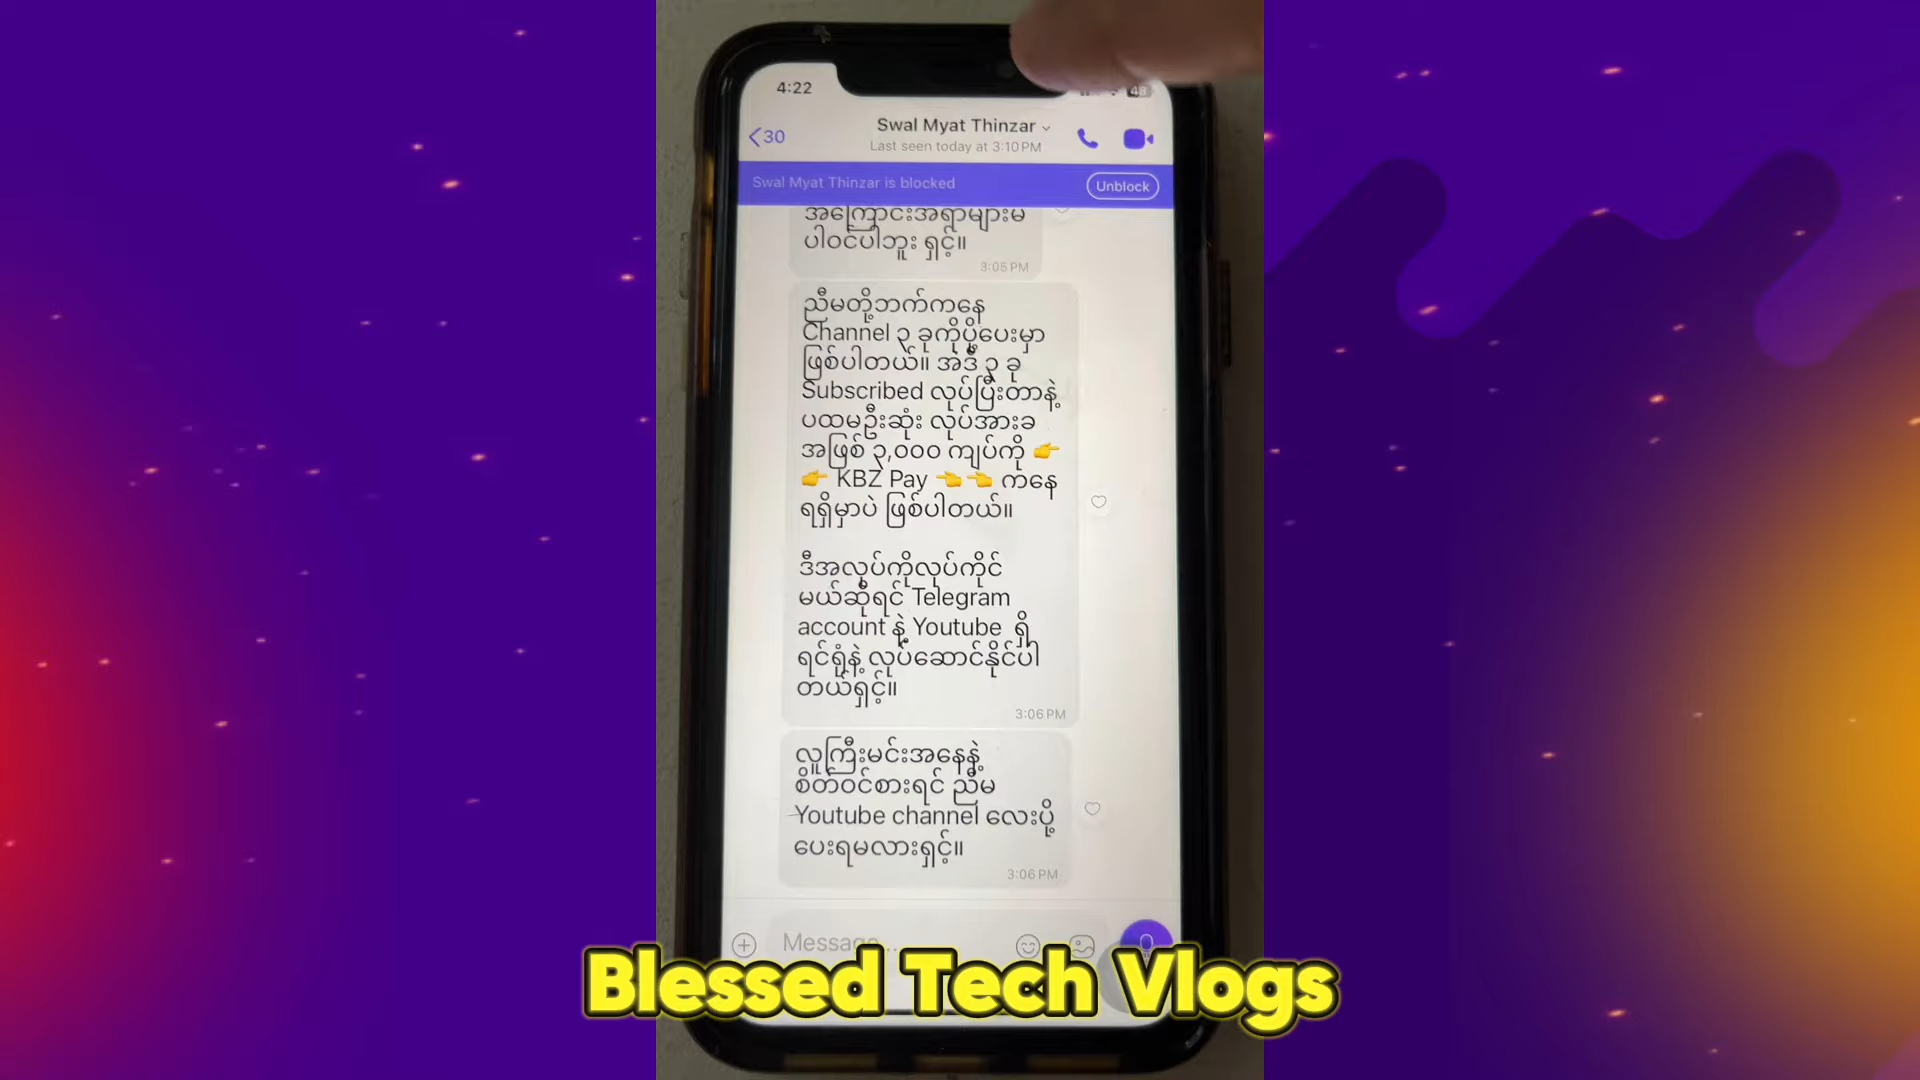 4:22
48
30
Swal Myat Thinzar
Last seen today at 3:10 PM
Swal Myat Thinzar is blocked
Unblock
အကြောင်းအရာများမ
ပါဝင်ပါဘူး ရှင့်။
3:05 PM
ညီမတို့ဘက်ကနေ
Channel ၃ ခုကိုပို့ပေးမှာ
ဖြစ်ပါတယ်။ အဲ့ဒီ ၃ ခု
Subscribed လုပ်ပြီးတာနဲ့
ပထမဦးဆုံး လုပ်အားခ
အဖြစ် ၃,၀၀၀ ကျပ်ကို 👉
👉 KBZ Pay 👈👈 ကနေ
ရရှိမှာပဲ ဖြစ်ပါတယ်။
ဒီအလုပ်ကိုလုပ်ကိုင်
မယ်ဆိုရင် Telegram
account နဲ့ Youtube ရှိ
ရင်ရုံနဲ့ လုပ်ဆောင်နိုင်ပါ
တယ်ရှင့်။
3:06 PM
လူကြီးမင်းအနေနဲ့
စိတ်ဝင်စားရင် ညီမ
Youtube channel လေးပို့
ပေးရမလားရှင့်။
3:06 PM
Message...
Blessed Tech Vlogs